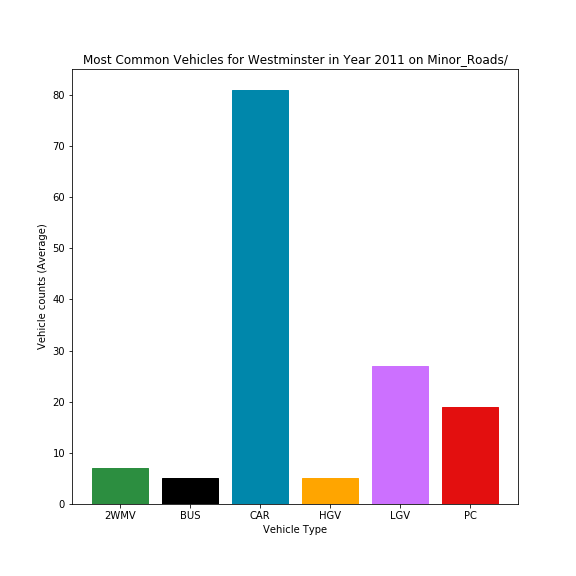 Most Common Vehicles for Westminster in Year 2011 on Minor_Roads/
80
70
60
50
40
30
20
10
0
Vehicle counts (Average)
2WMV BUS CAR HGV LGV PC
Vehicle Type